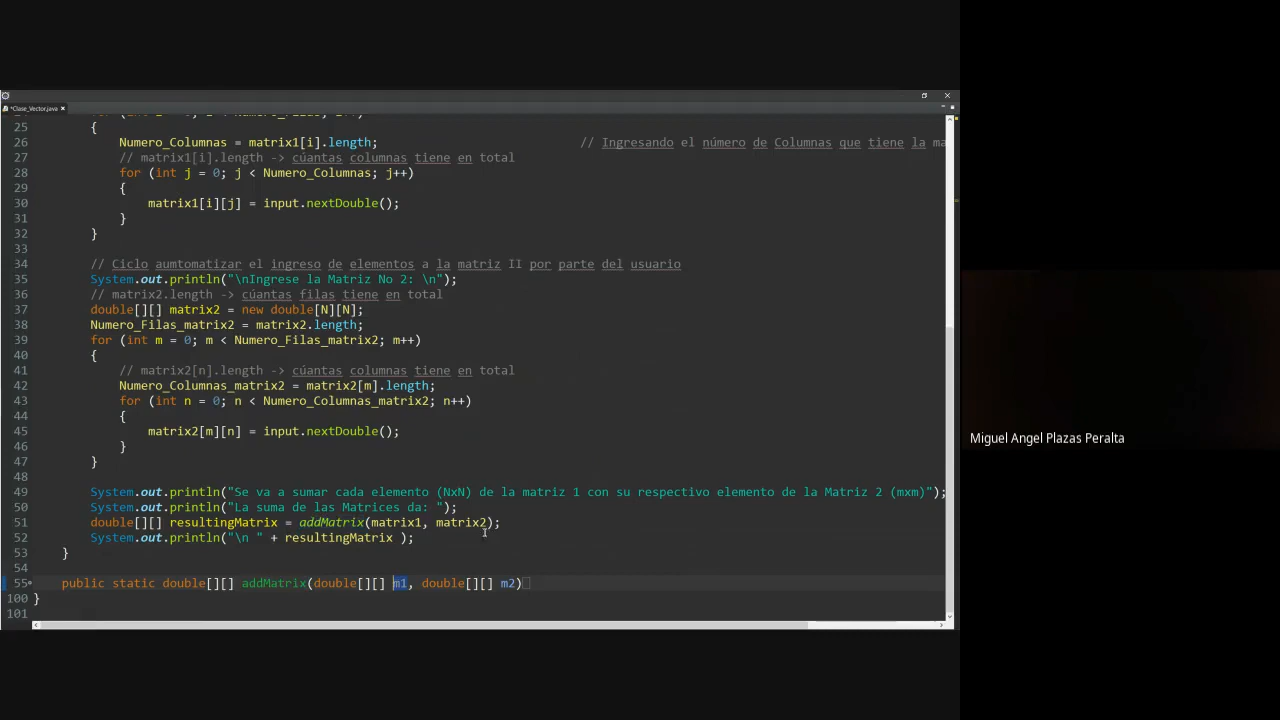 *Clase_Vector.java
25 {
26 Numero_Columnas = matrix1[i].length; // Ingresando el número de Columnas que tiene la ma
27 // matrix1[i].length -> cúantas columnas tiene en total
28 for (int j = 0; j < Numero_Columnas; j++)
29 {
30 matrix1[i][j] = input.nextDouble();
31 }
32 }
33
34 // Ciclo aumtomatizar el ingreso de elementos a la matriz II por parte del usuario
35 System.out.println("\nIngrese la Matriz No 2: \n");
36 // matrix2.length -> cúantas filas tiene en total
37 double[][] matrix2 = new double[N][N];
38 Numero_Filas_matrix2 = matrix2.length;
39 for (int m = 0; m < Numero_Filas_matrix2; m++)
40 {
41 // matrix2[n].length -> cúantas columnas tiene en total
42 Numero_Columnas_matrix2 = matrix2[m].length;
43 for (int n = 0; n < Numero_Columnas_matrix2; n++)
44 {
45 matrix2[m][n] = input.nextDouble();
46 }
47 }
48
49 System.out.println("Se va a sumar cada elemento (NxN) de la matriz 1 con su respectivo elemento de la Matriz 2 (mxm)");
50 System.out.println("La suma de las Matrices da: ");
51 double[][] resultingMatrix = addMatrix(matrix1, matrix2);
52 System.out.println("\n " + resultingMatrix );
53 }
54
55 public static double[][] addMatrix(double[][] m1, double[][] m2)
100 }
101
Miguel Angel Plazas Peralta